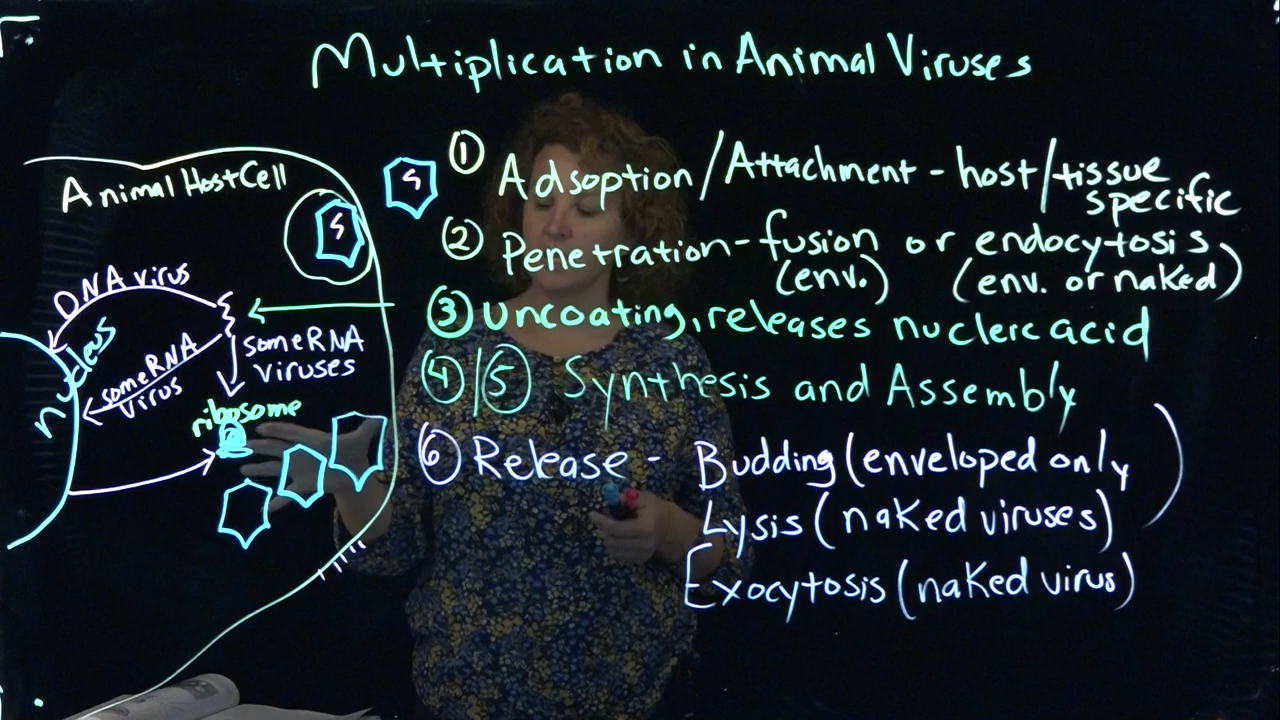 Multiplication in Animal Viruses
① Adsoption/Attachment - host/tissue
specific
② Penetration - fusion or endocytosis
(env.) (env. or naked)
③ uncoating, releases nucleic acid
④/⑤ Synthesis and Assembly
⑥ Release - Budding (enveloped only)
Lysis (naked viruses)
Exocytosis (naked virus)
Animal Host Cell
DNA virus
nucleus
some RNA
virus
some RNA
viruses
ribosome